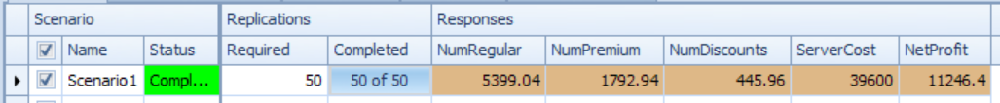 Scenario Replications Responses
Name Status Required Completed NumRegular NumPremium NumDiscounts ServerCost NetProfit
Scenario1 Compl... 50 50 of 50 5399.04 1792.94 445.96 39600 11246.4